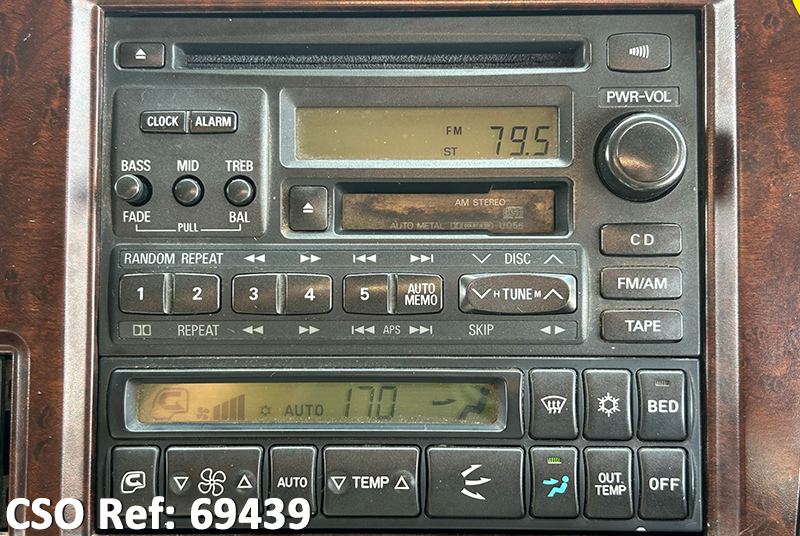 PWR-VOL
CLOCK ALARM
FM 79.5
ST
BASS MID TREB
FADE PULL BAL
AM STEREO
AUTO METAL
CD
RANDOM REPEAT DISC
FM/AM
1 2 3 4 5 AUTO MEMO H TUNE M
TAPE
REPEAT APS SKIP
AUTO 170
BED
AUTO TEMP OUT. TEMP OFF
CSO Ref: 69439